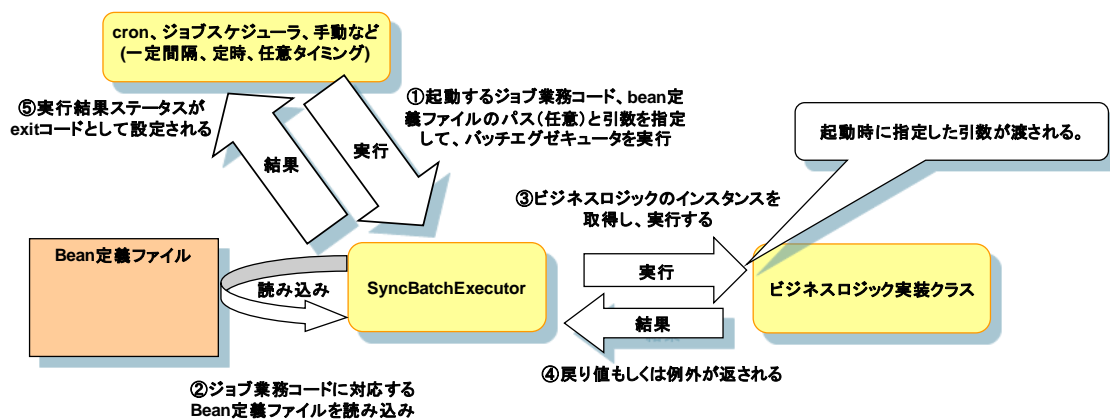 cron、ジョブスケジューラ、手動など
(一定間隔、定時、任意タイミング)
⑤実行結果ステータスが
exitコードとして設定される
①起動するジョブ業務コード、bean定
義ファイルのパス(任意)と引数を指定
して、バッチエグゼキュータを実行
結果
実行
起動時に指定した引数が渡される。
③ビジネスロジックのインスタンスを
取得し、実行する
Bean定義ファイル
読み込み
SyncBatchExecutor
実行
結果
ビジネスロジック実装クラス
④戻り値もしくは例外が返される
②ジョブ業務コードに対応する
Bean定義ファイルを読み込み